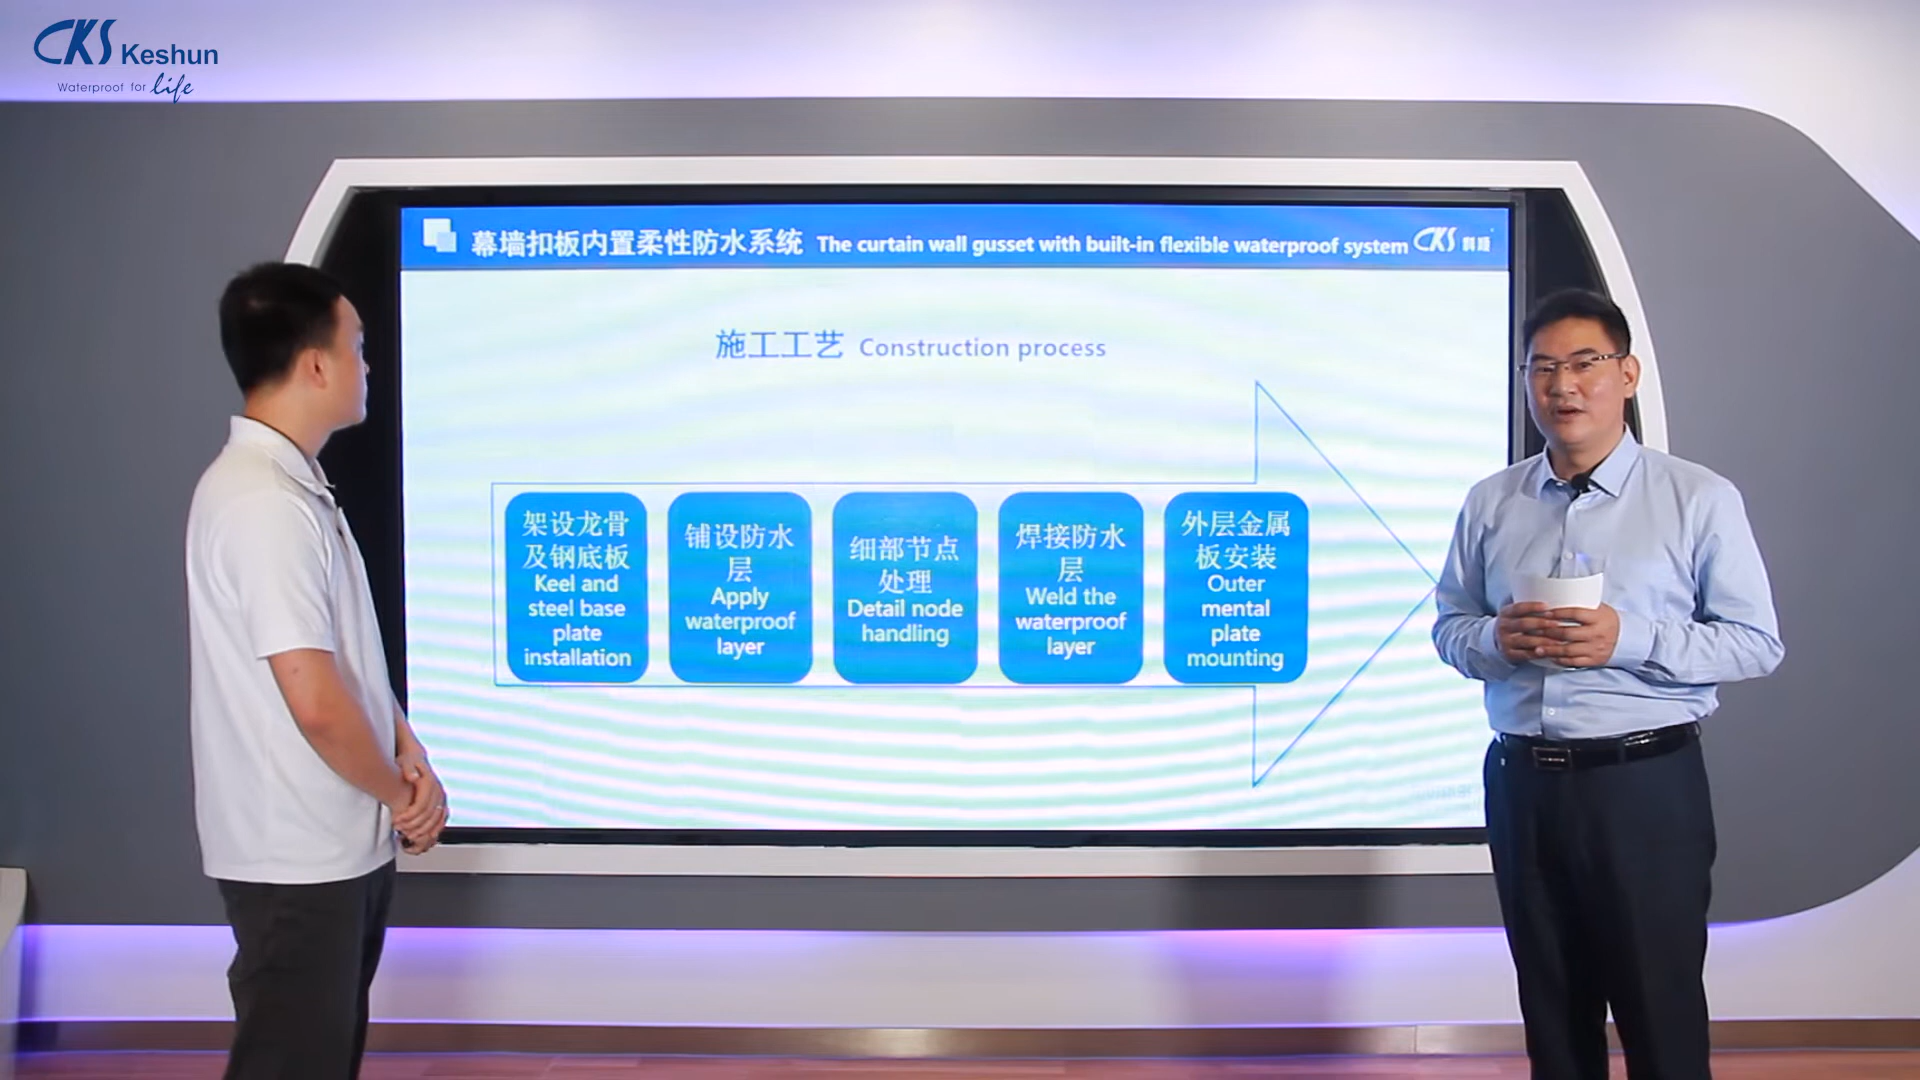 CKS Keshun
Waterproof for life
幕墙扣板内置柔性防水系统 The curtain wall gusset with built-in flexible waterproof system CKS 科顺
施工工艺 Construction process
架设龙骨
及钢底板
Keel and
steel base
plate
installation
铺设防水
层
Apply
waterproof
layer
细部节点
处理
Detail node
handling
焊接防水
层
Weld the
waterproof
layer
外层金属
板安装
Outer
mental
plate
mounting